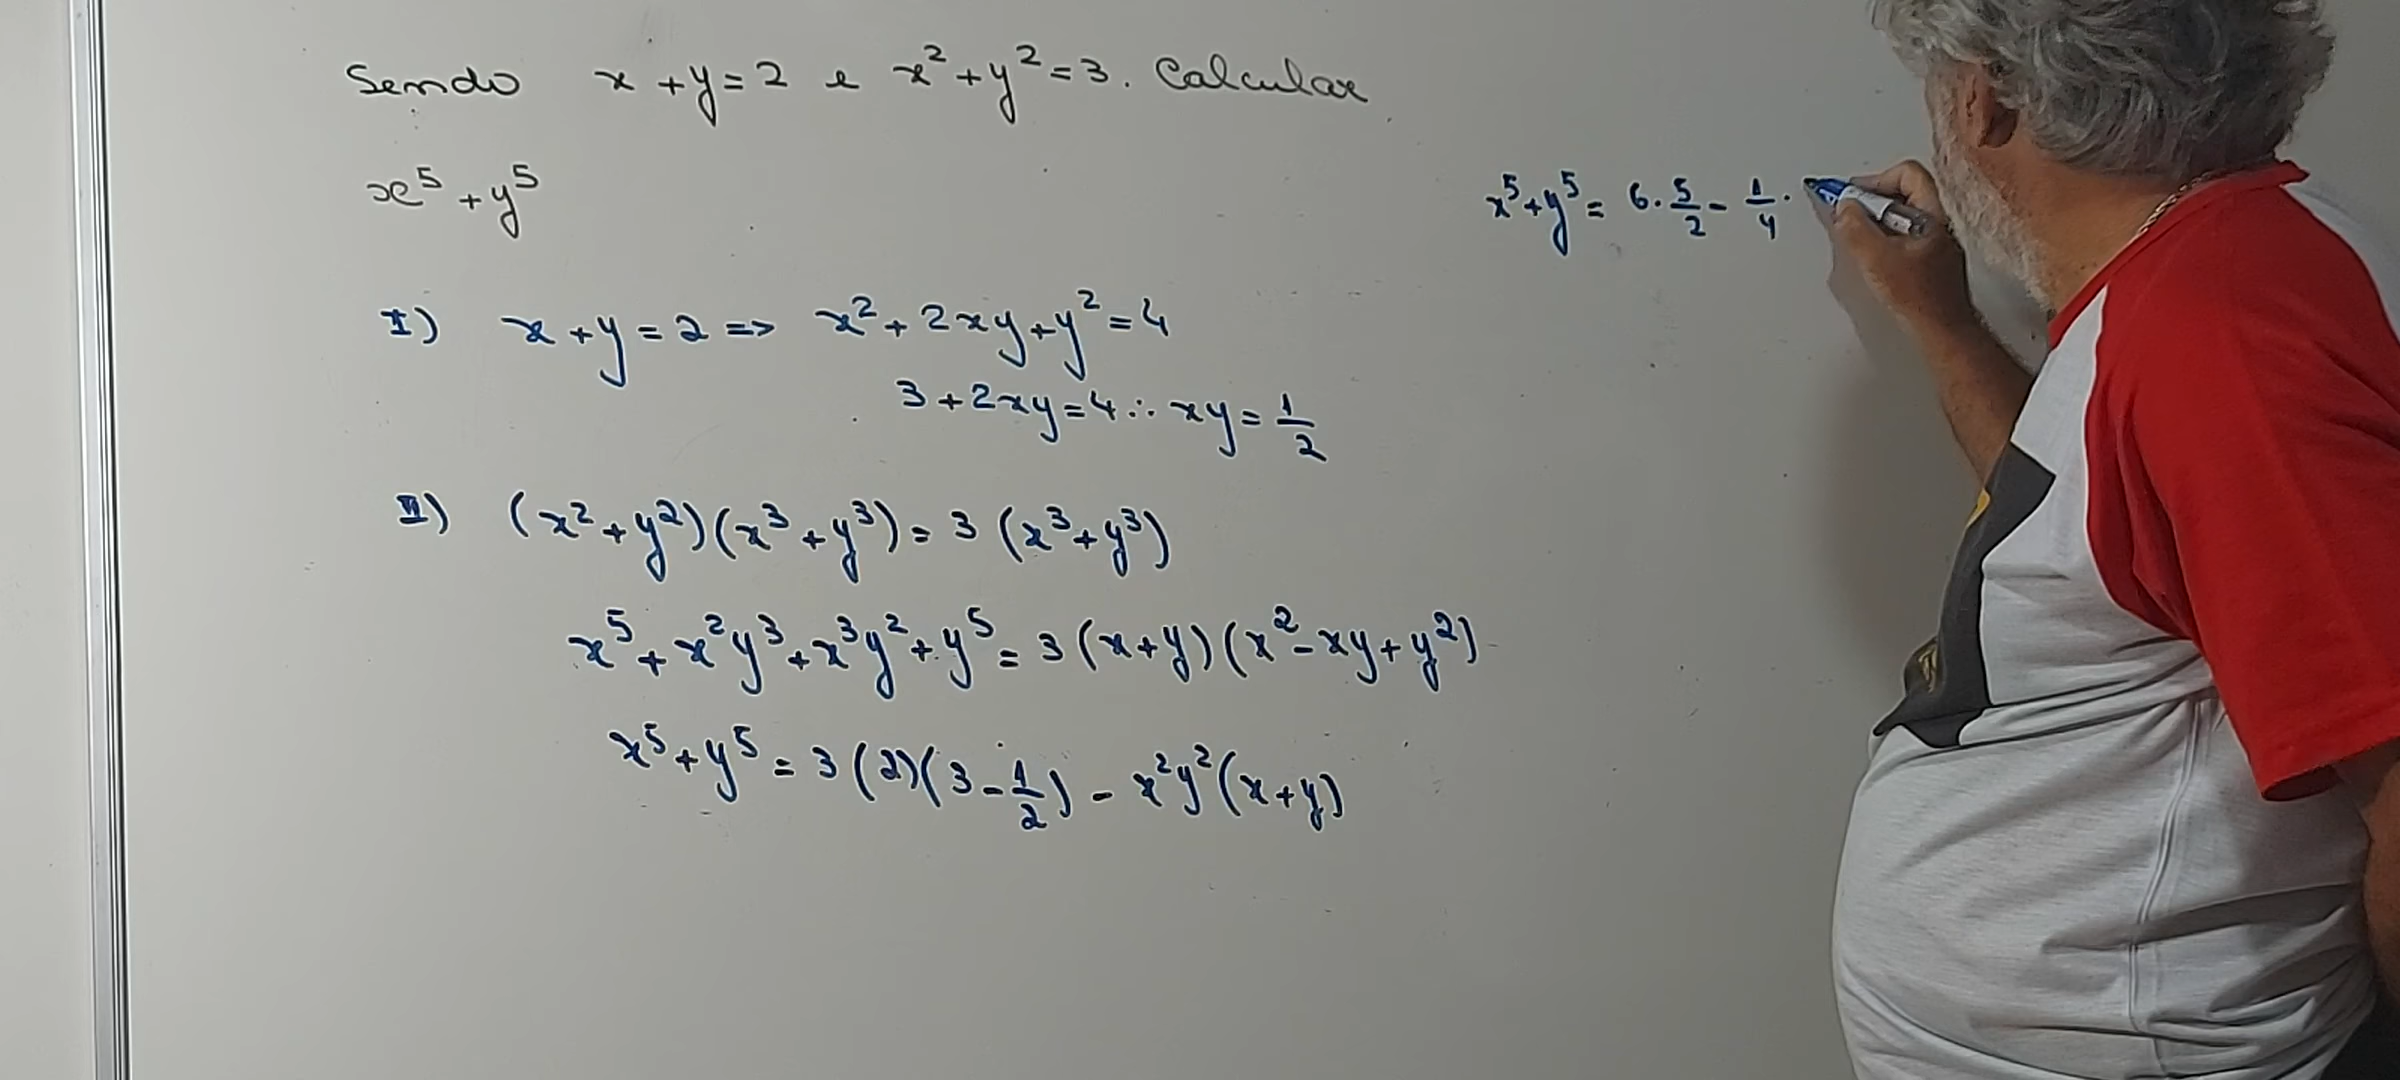 Sendo x + y = 2 e x² + y² = 3. Calcular
x⁵ + y⁵
I) x + y = 2 => x² + 2xy + y² = 4
3 + 2xy = 4 ∴ xy = 1/2
II) (x² + y²)(x³ + y³) = 3 (x³ + y³)
x⁵ + x²y³ + x³y² + y⁵ = 3 (x + y)(x² - xy + y²)
x⁵ + y⁵ = 3 (2)(3 - 1/2) - x²y² (x + y)
x⁵ + y⁵ = 6 · 5/2 - 1/4 ·